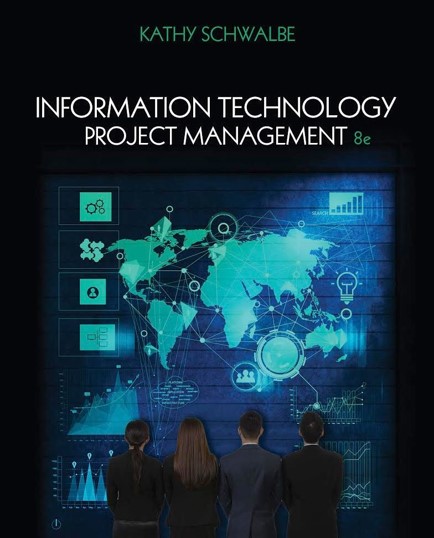 KATHY SCHWALBE
INFORMATION TECHNOLOGY
PROJECT MANAGEMENT 8e